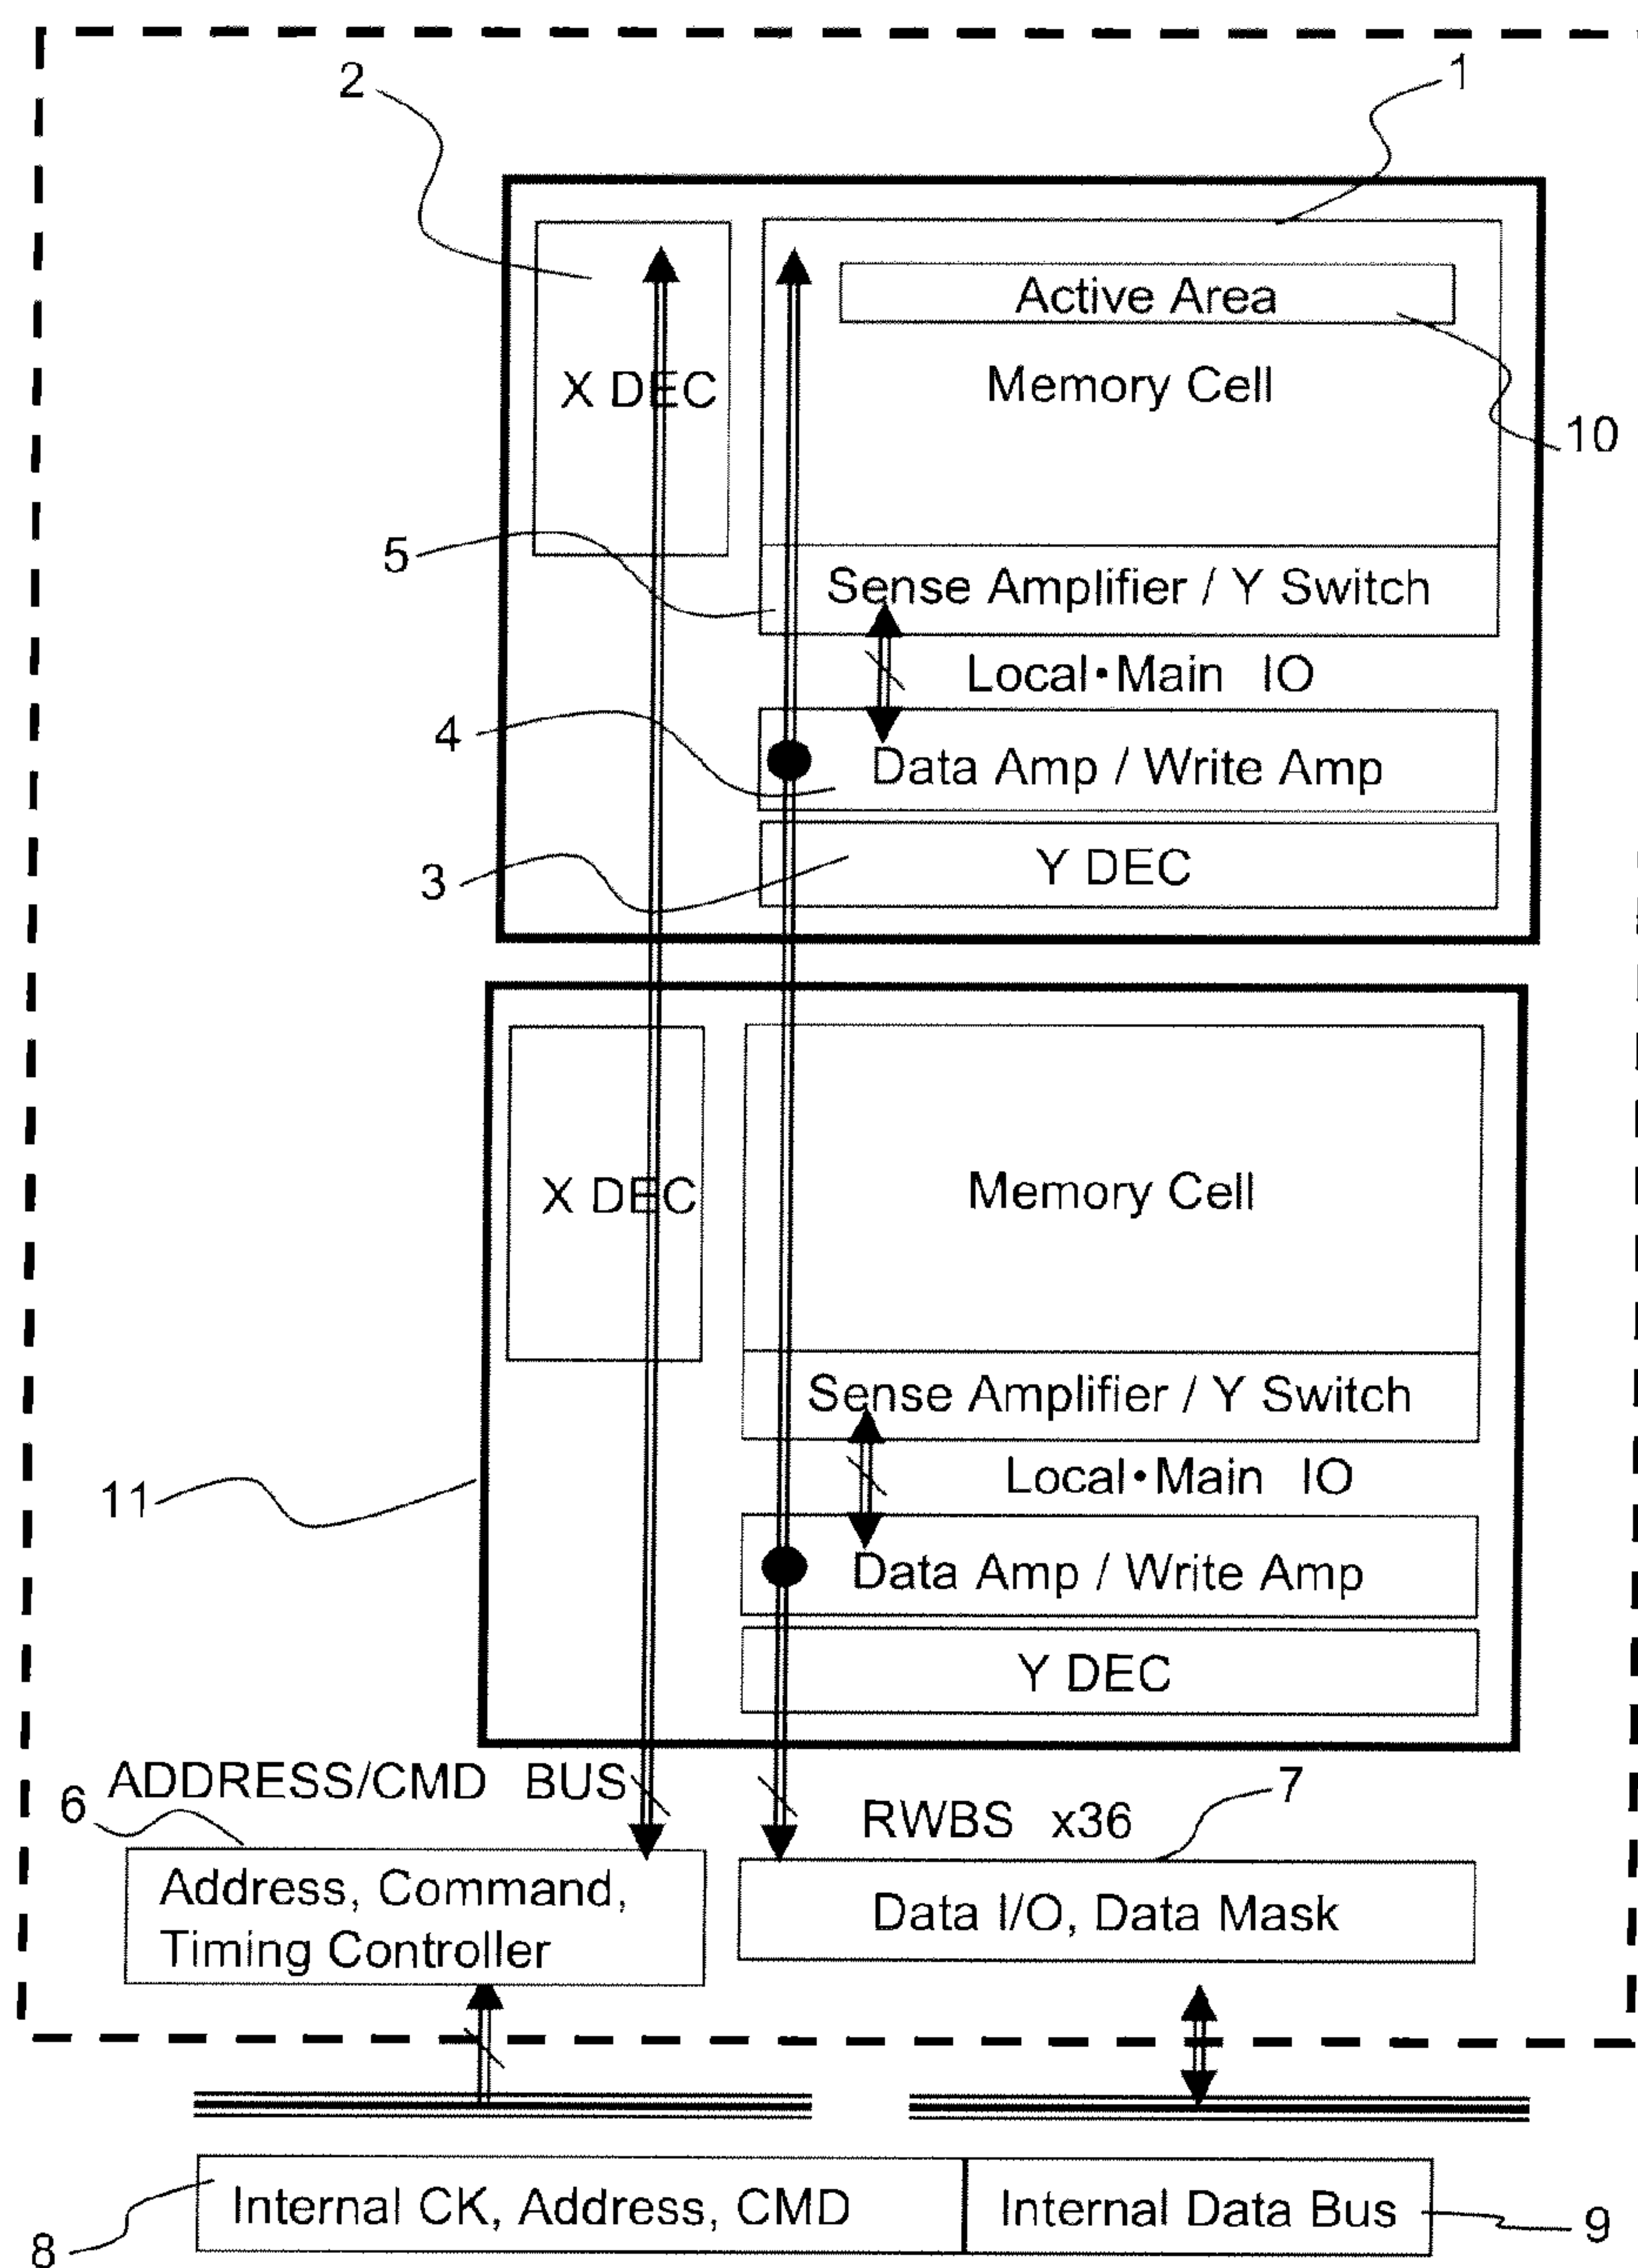 2
1
Active Area
X DEC
Memory Cell
10
5
Sense Amplifier / Y Switch
Local・Main IO
4
Data Amp / Write Amp
3
Y DEC
X DEC
Memory Cell
Sense Amplifier / Y Switch
11
Local・Main IO
Data Amp / Write Amp
Y DEC
ADDRESS/CMD BUS
6
7
RWBS x36
Address, Command,
Timing Controller
Data I/O, Data Mask
8
Internal CK, Address, CMD
Internal Data Bus
9